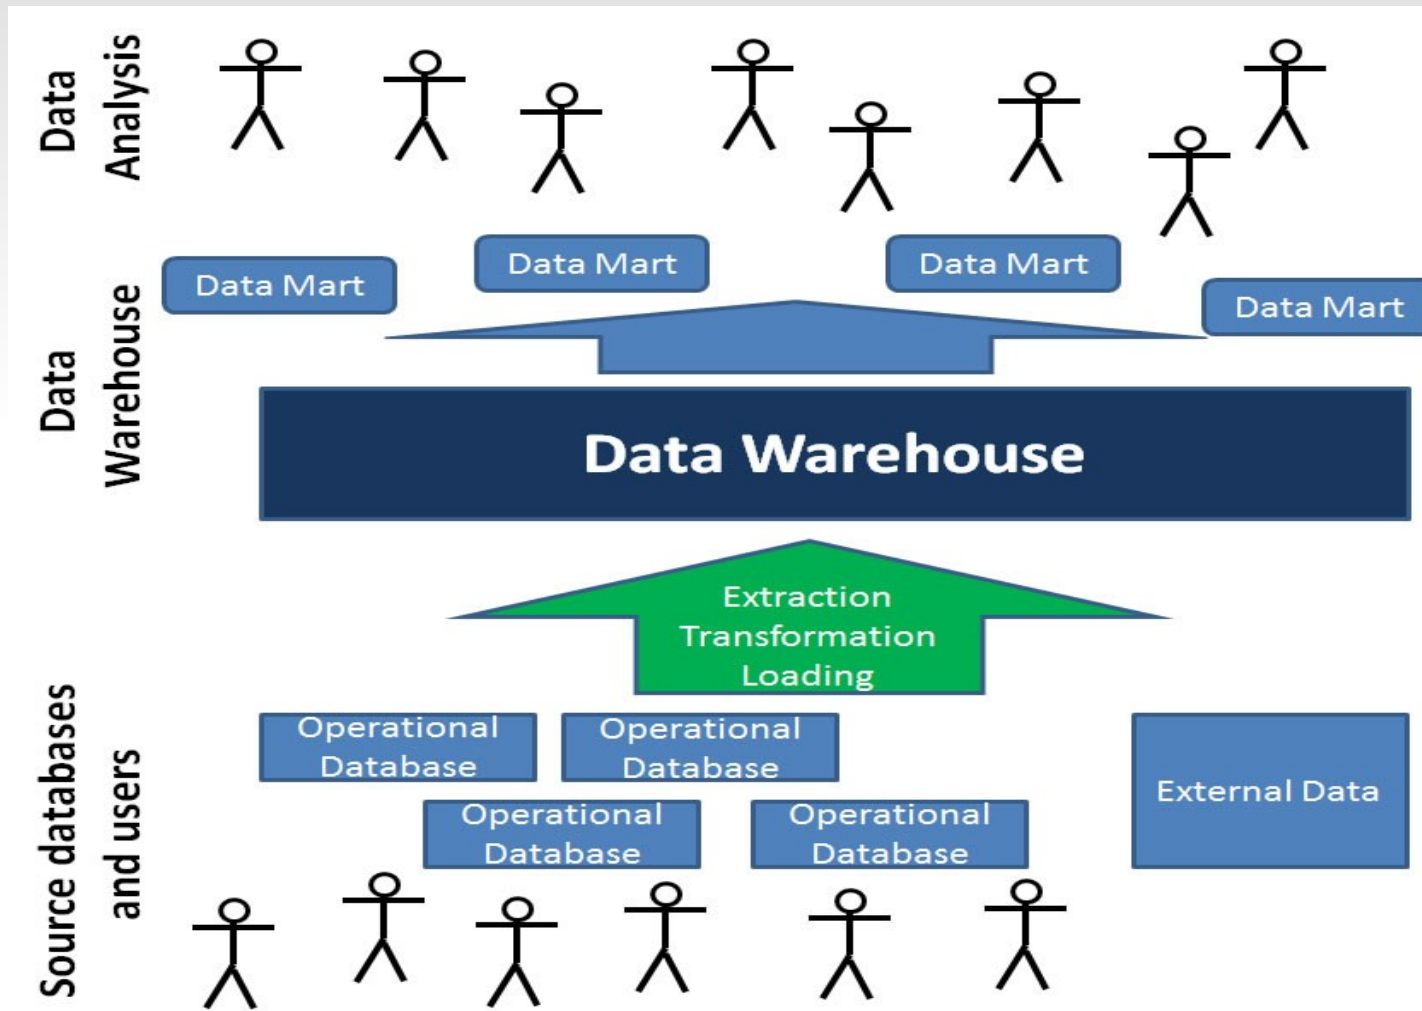 Data
Analysis
Data Mart
Data Mart
Data Mart
Data Mart
Data
Warehouse
Data Warehouse
Extraction
Transformation
Loading
Source databases
and users
Operational
Database
Operational
Database
Operational
Database
Operational
Database
External Data